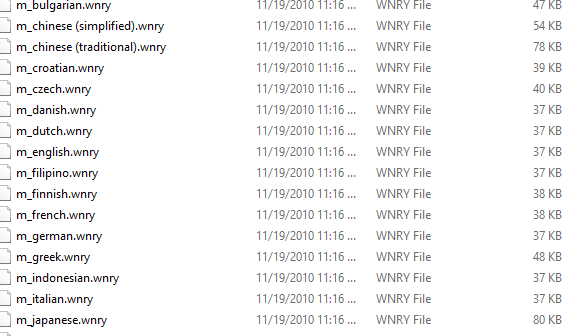 m_bulgarian.wnry 11/19/2010 11:16 ... WNRY File 47 KB
m_chinese (simplified).wnry 11/19/2010 11:16 ... WNRY File 54 KB
m_chinese (traditional).wnry 11/19/2010 11:16 ... WNRY File 78 KB
m_croatian.wnry 11/19/2010 11:16 ... WNRY File 39 KB
m_czech.wnry 11/19/2010 11:16 ... WNRY File 40 KB
m_danish.wnry 11/19/2010 11:16 ... WNRY File 37 KB
m_dutch.wnry 11/19/2010 11:16 ... WNRY File 37 KB
m_english.wnry 11/19/2010 11:16 ... WNRY File 37 KB
m_filipino.wnry 11/19/2010 11:16 ... WNRY File 37 KB
m_finnish.wnry 11/19/2010 11:16 ... WNRY File 38 KB
m_french.wnry 11/19/2010 11:16 ... WNRY File 38 KB
m_german.wnry 11/19/2010 11:16 ... WNRY File 37 KB
m_greek.wnry 11/19/2010 11:16 ... WNRY File 48 KB
m_indonesian.wnry 11/19/2010 11:16 ... WNRY File 37 KB
m_italian.wnry 11/19/2010 11:16 ... WNRY File 37 KB
m_japanese.wnry 11/19/2010 11:16 ... WNRY File 80 KB